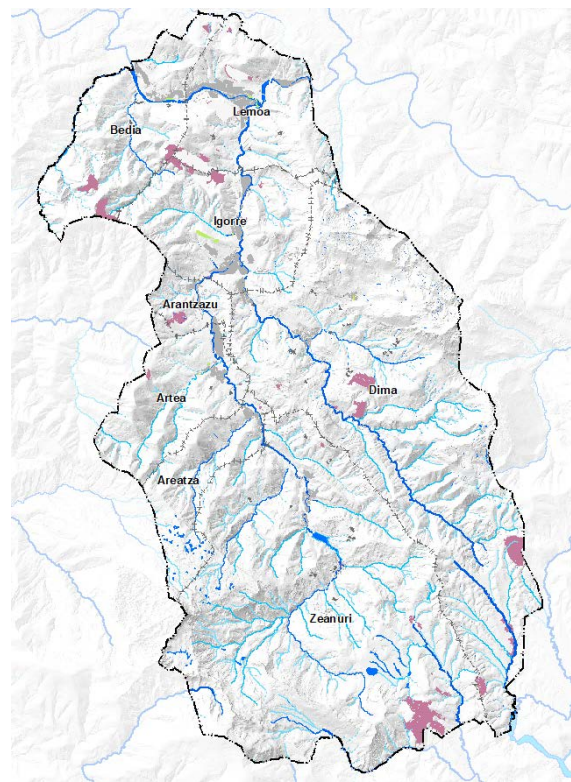 Lemoa
Bedia
Igorre
Arantzazu
Dima
Artea
Areatza
Zeanuri